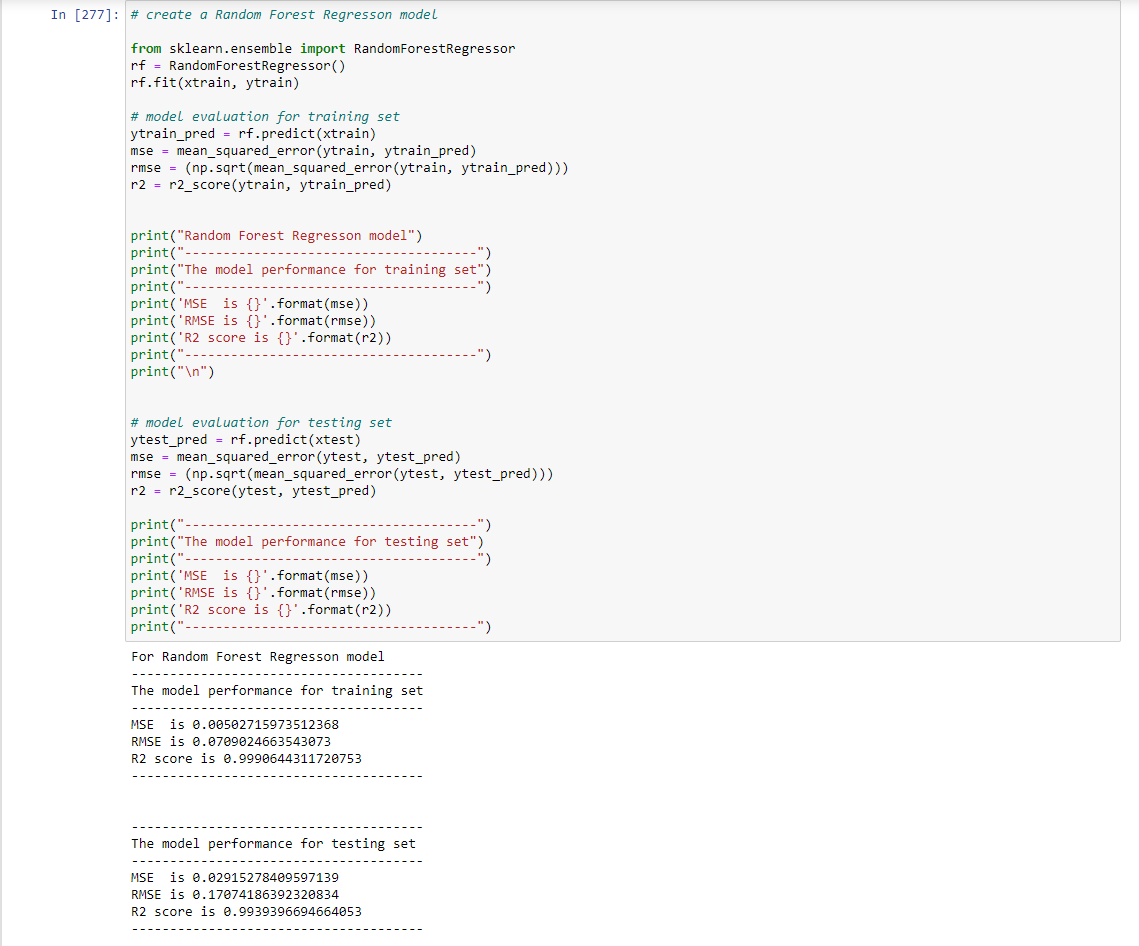 In [277]: # create a Random Forest Regresson model
from sklearn.ensemble import RandomForestRegressor
rf = RandomForestRegressor()
rf.fit(xtrain, ytrain)
# model evaluation for training set
ytrain_pred = rf.predict(xtrain)
mse = mean_squared_error(ytrain, ytrain_pred)
rmse = (np.sqrt(mean_squared_error(ytrain, ytrain_pred)))
r2 = r2_score(ytrain, ytrain_pred)
print("Random Forest Regresson model")
print("--------------------------------------")
print("The model performance for training set")
print("--------------------------------------")
print('MSE  is {}'.format(mse))
print('RMSE is {}'.format(rmse))
print('R2 score is {}'.format(r2))
print("--------------------------------------")
print("\n")
# model evaluation for testing set
ytest_pred = rf.predict(xtest)
mse = mean_squared_error(ytest, ytest_pred)
rmse = (np.sqrt(mean_squared_error(ytest, ytest_pred)))
r2 = r2_score(ytest, ytest_pred)
print("--------------------------------------")
print("The model performance for testing set")
print("--------------------------------------")
print('MSE  is {}'.format(mse))
print('RMSE is {}'.format(rmse))
print('R2 score is {}'.format(r2))
print("--------------------------------------")
For Random Forest Regresson model
--------------------------------------
The model performance for training set
--------------------------------------
MSE  is 0.00502715973512368
RMSE is 0.0709024663543073
R2 score is 0.9990644311720753
--------------------------------------
--------------------------------------
The model performance for testing set
--------------------------------------
MSE  is 0.02915278409597139
RMSE is 0.17074186392320834
R2 score is 0.9939396694664053
--------------------------------------